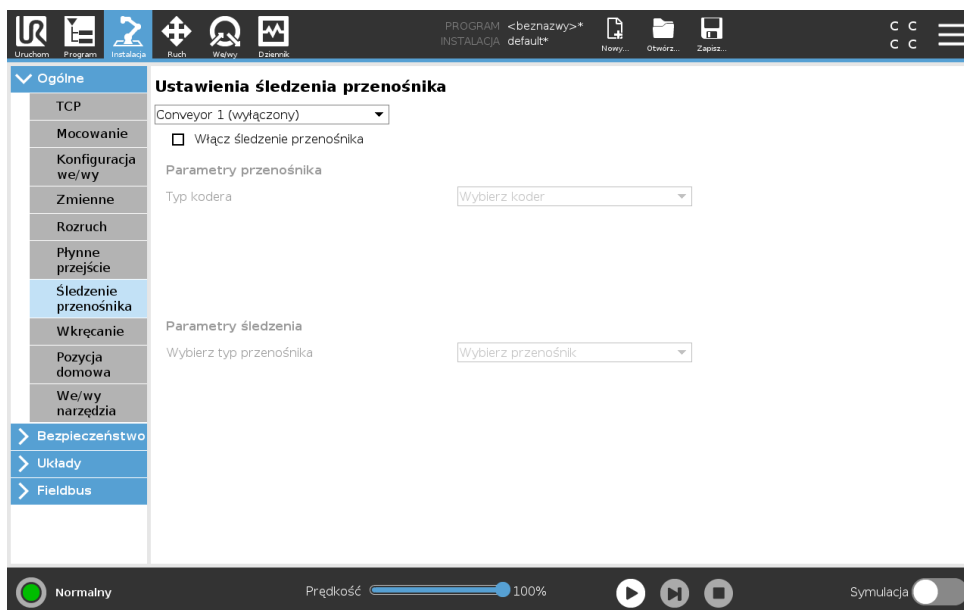 UR
PROGRAM <beznazwy>*
INSTALACJA default*
C C
C C
Uruchom Program Instalacja Ruch We/wy Dziennik Nowy... Otwórz... Zapisz...
Ogólne
TCP
Mocowanie
Konfiguracja
we/wy
Zmienne
Rozruch
Płynne
przejście
Śledzenie
przenośnika
Wkręcanie
Pozycja
domowa
We/wy
narzędzia
Bezpieczeństwo
Układy
Fieldbus
Ustawienia śledzenia przenośnika
Conveyor 1 (wyłączony)
Włącz śledzenie przenośnika
Parametry przenośnika
Typ kodera Wybierz koder
Parametry śledzenia
Wybierz typ przenośnika Wybierz przenośnik
Normalny Prędkość 100% Symulacja